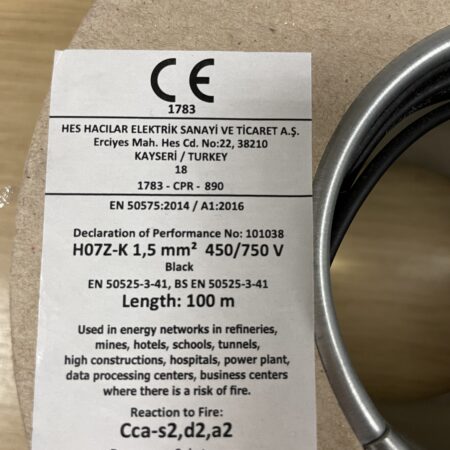 CE
1783
HES HACILAR ELEKTRİK SANAYİ VE TİCARET A.Ş.
Erciyes Mah. Hes Cd. No:22, 38210
KAYSERİ / TURKEY
18
1783 - CPR - 890
EN 50575:2014 / A1:2016
Declaration of Performance No: 101038
H07Z-K 1,5 mm² 450/750 V
Black
EN 50525-3-41, BS EN 50525-3-41
Length: 100 m
Used in energy networks in refineries,
mines, hotels, schools, tunnels,
high constructions, hospitals, power plant,
data processing centers, business centers
where there is a risk of fire.
Reaction to Fire:
Cca-s2,d2,a2